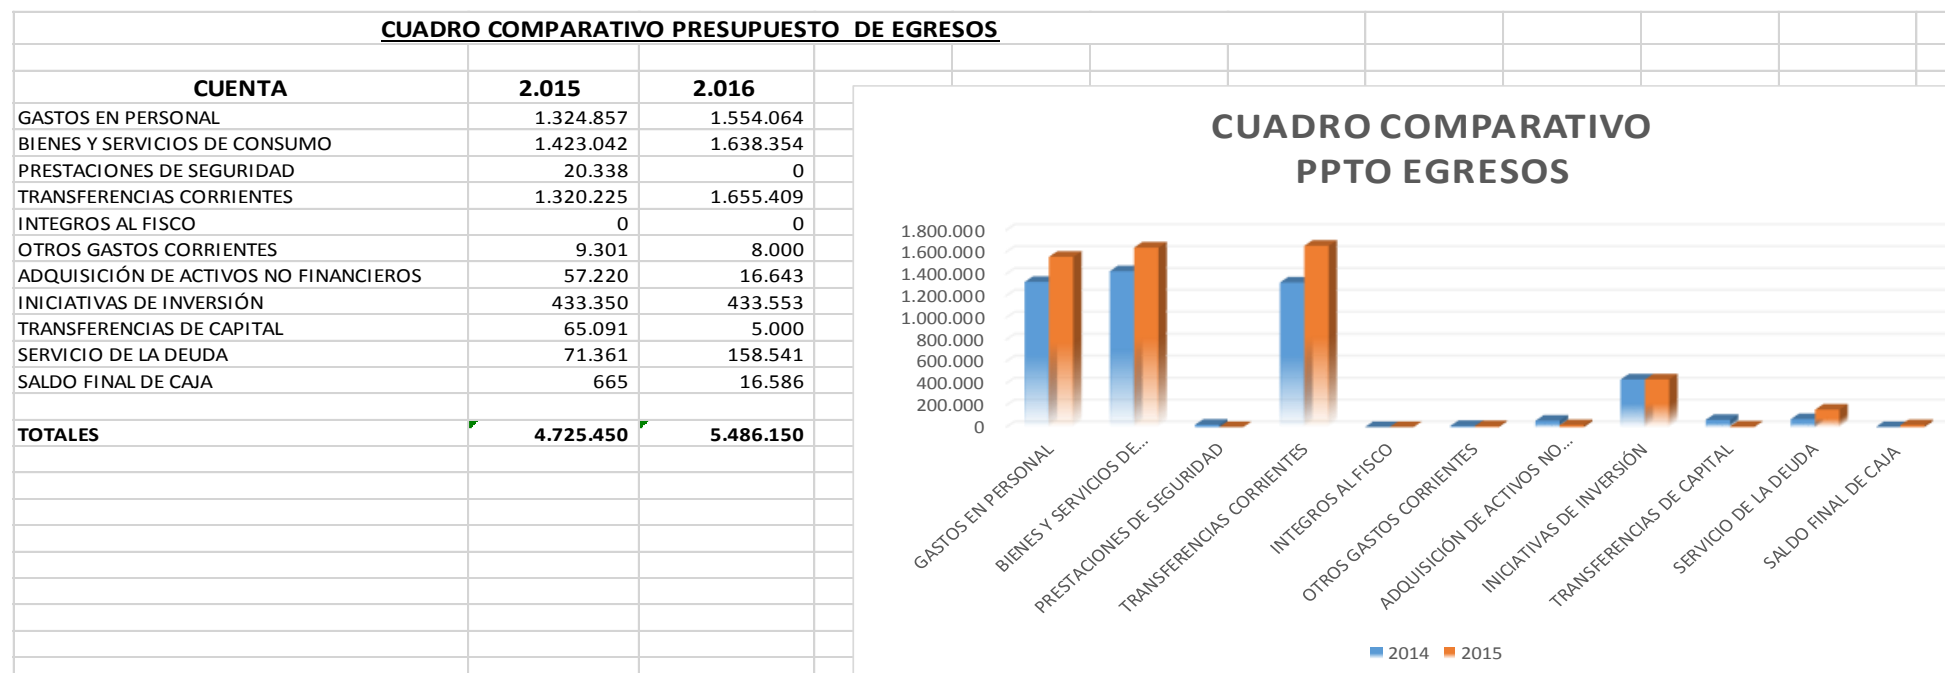 CUADRO COMPARATIVO PRESUPUESTO  DE EGRESOS
CUENTA 2.015 2.016
GASTOS EN PERSONAL 1.324.857 1.554.064
BIENES Y SERVICIOS DE CONSUMO 1.423.042 1.638.354
PRESTACIONES DE SEGURIDAD 20.338 0
TRANSFERENCIAS CORRIENTES 1.320.225 1.655.409
INTEGROS AL FISCO 0 0
OTROS GASTOS CORRIENTES 9.301 8.000
ADQUISICIÓN DE ACTIVOS NO FINANCIEROS 57.220 16.643
INICIATIVAS DE INVERSIÓN 433.350 433.553
TRANSFERENCIAS DE CAPITAL 65.091 5.000
SERVICIO DE LA DEUDA 71.361 158.541
SALDO FINAL DE CAJA 665 16.586
TOTALES 4.725.450 5.486.150
CUADRO COMPARATIVO
PPTO EGRESOS
1.800.000
1.600.000
1.400.000
1.200.000
1.000.000
800.000
600.000
400.000
200.000
0
GASTOS EN PERSONAL
BIENES Y SERVICIOS DE...
PRESTACIONES DE SEGURIDAD
TRANSFERENCIAS CORRIENTES
INTEGROS AL FISCO
OTROS GASTOS CORRIENTES
ADQUISICIÓN DE ACTIVOS NO...
INICIATIVAS DE INVERSIÓN
TRANSFERENCIAS DE CAPITAL
SERVICIO DE LA DEUDA
SALDO FINAL DE CAJA
2014 2015